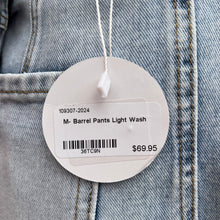 109307-2024
M- Barrel Pants Light Wash
36TC9N
$69.95